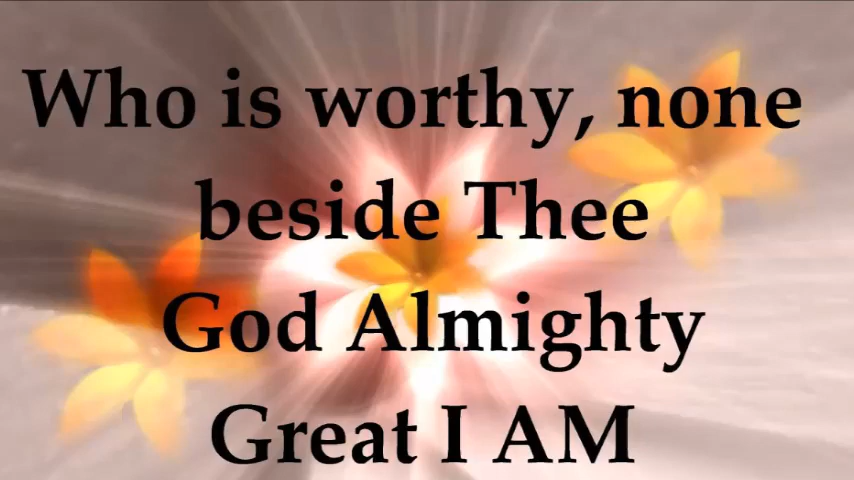 Who is worthy, none
beside Thee
God Almighty
Great I AM